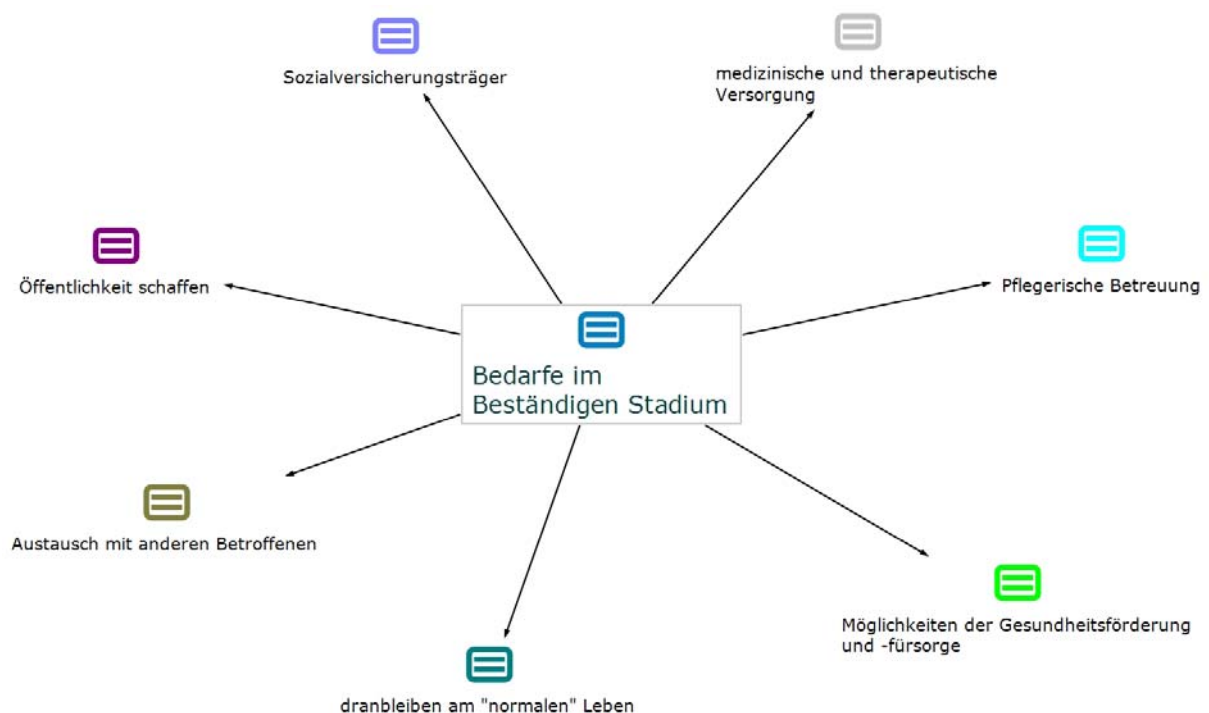 Sozialversicherungsträger
medizinische und therapeutische
Versorgung
Öffentlichkeit schaffen
Pflegerische Betreuung
Bedarfe im
Beständigen Stadium
Austausch mit anderen Betroffenen
Möglichkeiten der Gesundheitsförderung
und -fürsorge
dranbleiben am "normalen" Leben